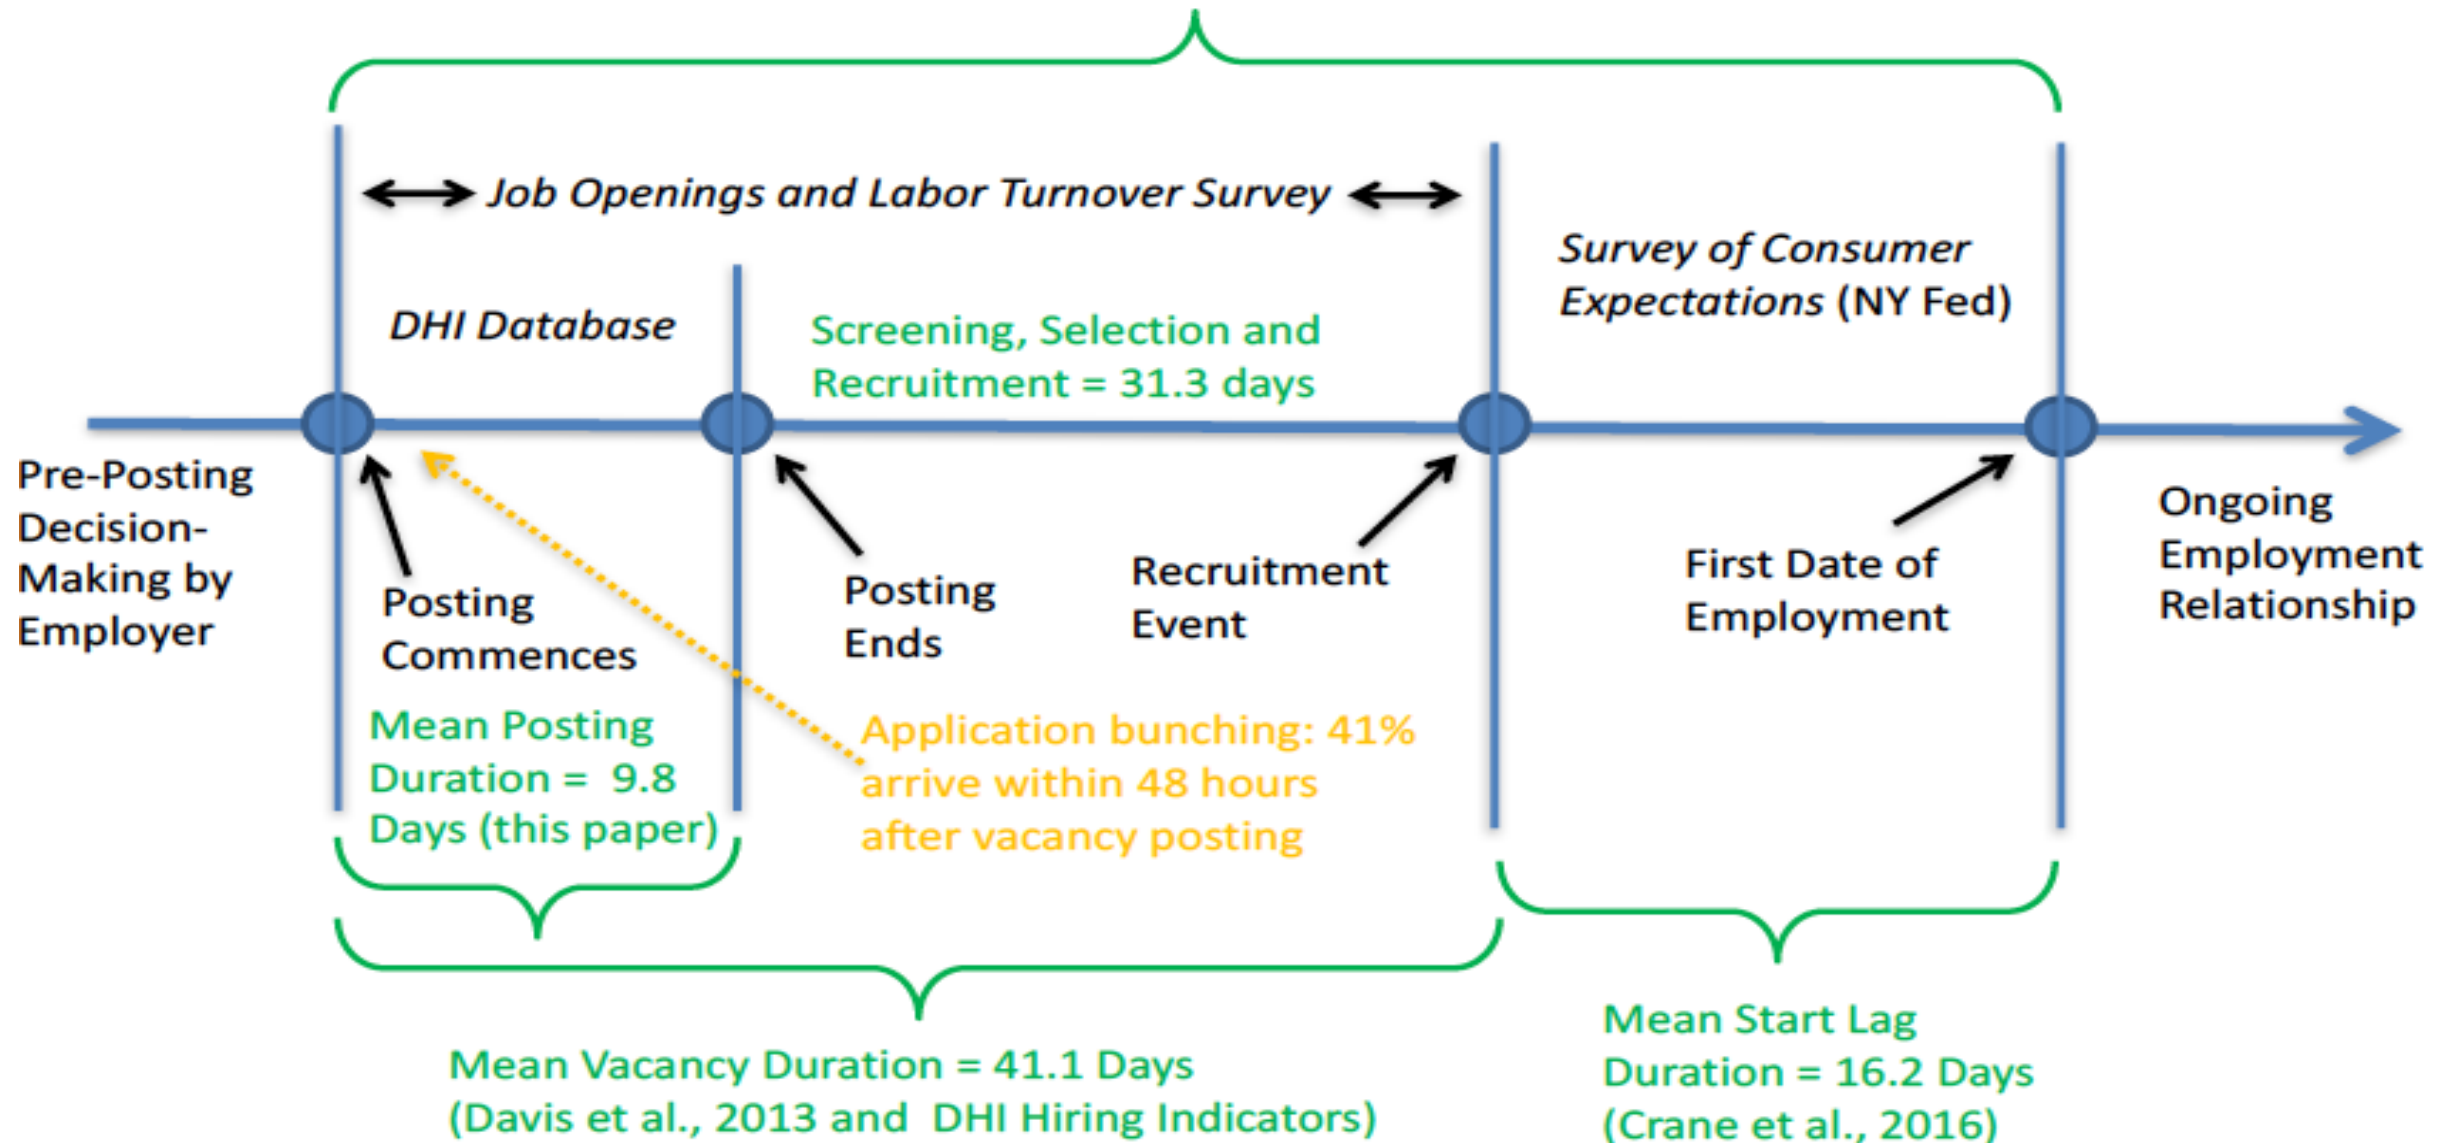 Job Openings and Labor Turnover Survey
Survey of Consumer
Expectations (NY Fed)
DHI Database
Screening, Selection and
Recruitment = 31.3 days
Pre-Posting
Decision-
Making by
Employer
Posting
Commences
Posting
Ends
Recruitment
Event
First Date of
Employment
Ongoing
Employment
Relationship
Mean Posting
Duration = 9.8
Days (this paper)
Application bunching: 41%
arrive within 48 hours
after vacancy posting
Mean Vacancy Duration = 41.1 Days
(Davis et al., 2013 and DHI Hiring Indicators)
Mean Start Lag
Duration = 16.2 Days
(Crane et al., 2016)